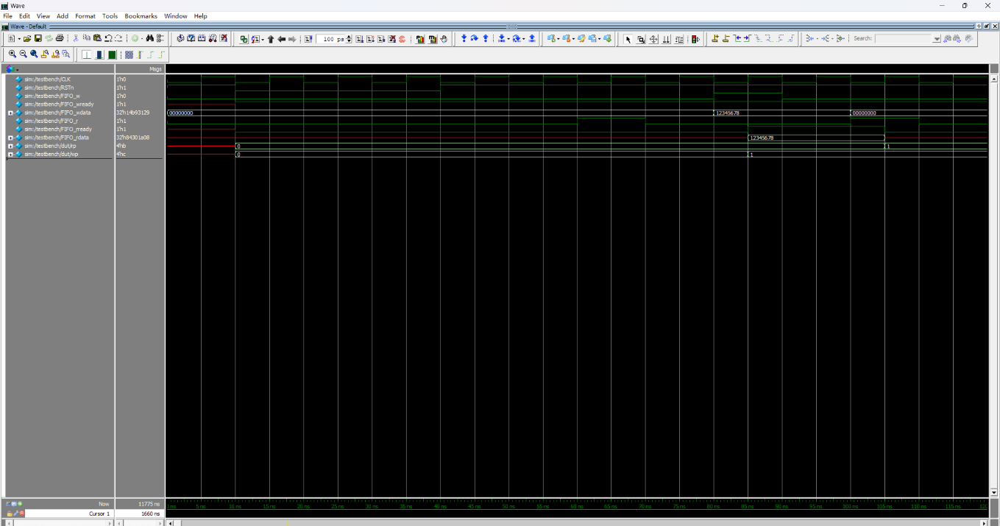 Wave
File Edit View Add Format Tools Bookmarks Window Help
Wave - Default
100 ps Search:
Msgs
sim:/testbench/CLK 1'h0
sim:/testbench/RSTn 1'h1
sim:/testbench/FIFO_w 1'h0
sim:/testbench/FIFO_wready 1'h1
sim:/testbench/FIFO_wdata 32'h14b93129 00000000 12345678 00000000
sim:/testbench/FIFO_r 1'h1
sim:/testbench/FIFO_rready 1'h1
sim:/testbench/FIFO_rdata 32'h84301a08 12345678
sim:/testbench/dut/rp 4'hb 0 1
sim:/testbench/dut/wp 4'hc 0 1
Now 11775 ns ns 5 ns 10 ns 15 ns 20 ns 25 ns 30 ns 35 ns 40 ns 45 ns 50 ns 55 ns 60 ns 65 ns 70 ns 75 ns 80 ns 85 ns 90 ns 95 ns 100 ns 105 ns 110 ns 115 ns 120
Cursor 1 1660 ns